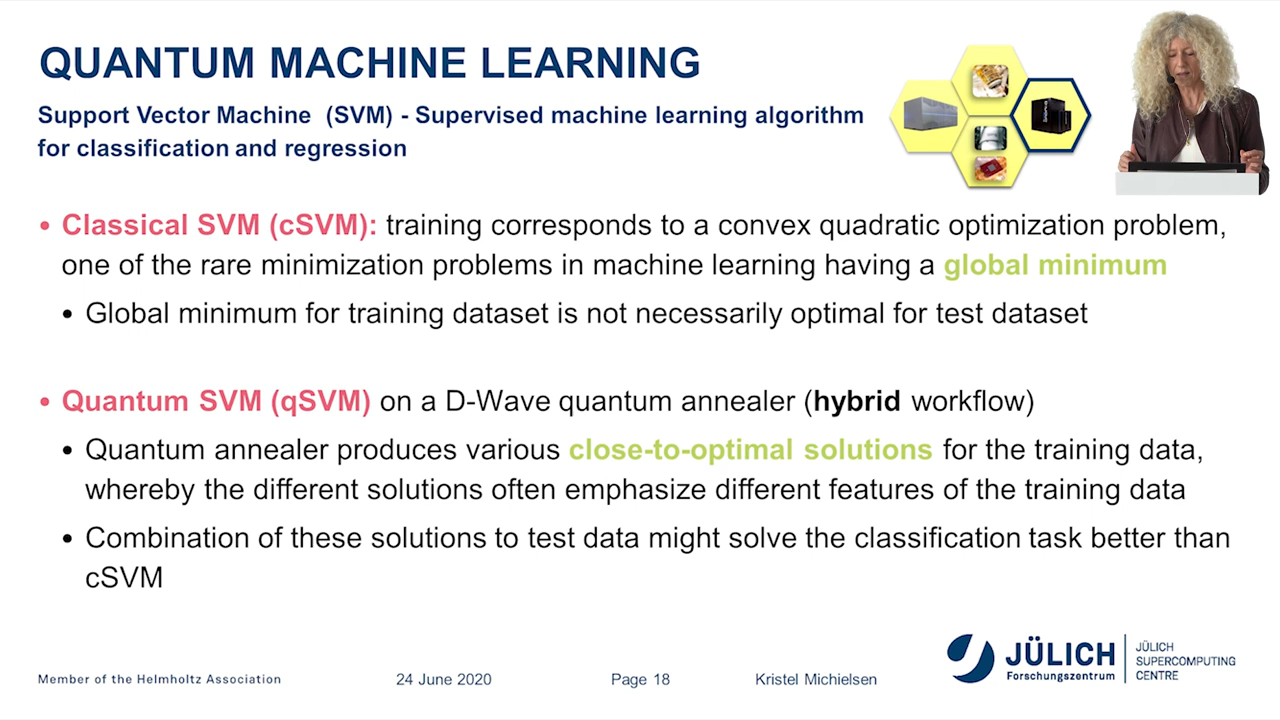 QUANTUM MACHINE LEARNING
Support Vector Machine (SVM) - Supervised machine learning algorithm
for classification and regression
• Classical SVM (cSVM): training corresponds to a convex quadratic optimization problem,
one of the rare minimization problems in machine learning having a global minimum
• Global minimum for training dataset is not necessarily optimal for test dataset
• Quantum SVM (qSVM) on a D-Wave quantum annealer (hybrid workflow)
• Quantum annealer produces various close-to-optimal solutions for the training data,
whereby the different solutions often emphasize different features of the training data
• Combination of these solutions to test data might solve the classification task better than
cSVM
Member of the Helmholtz Association
24 June 2020
Page 18
Kristel Michielsen
JÜLICH
Forschungszentrum
JÜLICH
SUPERCOMPUTING
CENTRE